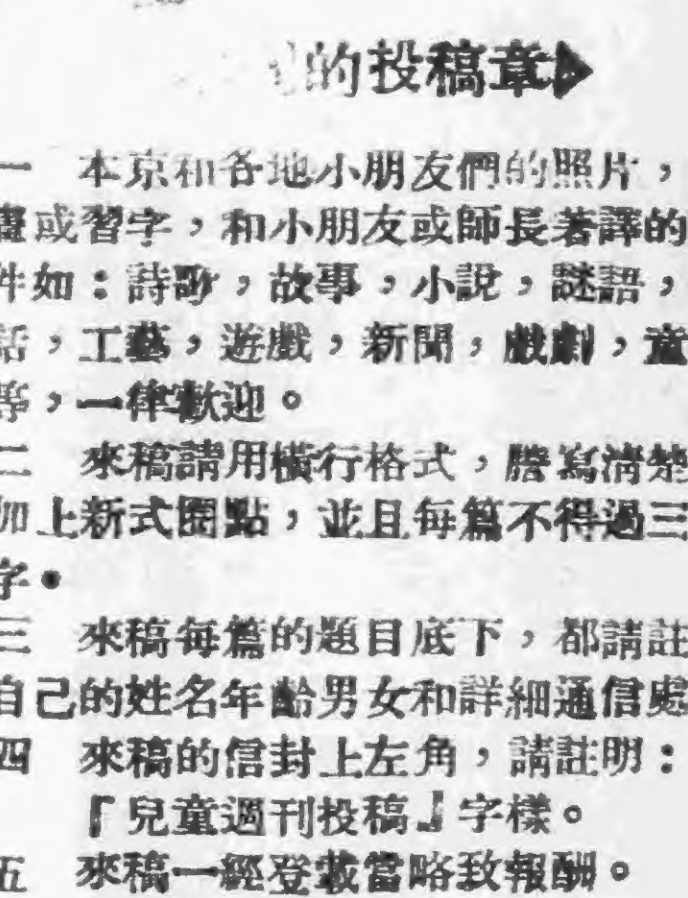 的投稿章▶
一 本京和各地小朋友們的照片，
畫或習字，和小朋友或師長著譯的
件如：詩歌，故事，小說，謎語，
話，工藝，遊戲，新聞，戲劇，童
等，一律歡迎。
二 來稿請用橫行格式，謄寫清楚
加上新式圈點，並且每篇不得過三
字。
三 來稿每篇的題目底下，都請註
自己的姓名年齡男女和詳細通信處
四 來稿的信封上左角，請註明：
『兒童週刊投稿』字樣。
五 來稿一經登載當略致報酬。